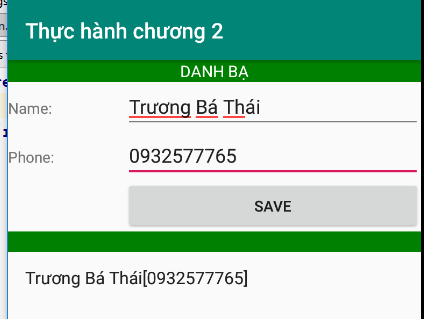 Thực hành chương 2
DANH BẠ
Name: Trương Bá Thái
Phone: 0932577765
SAVE
Trương Bá Thái[0932577765]